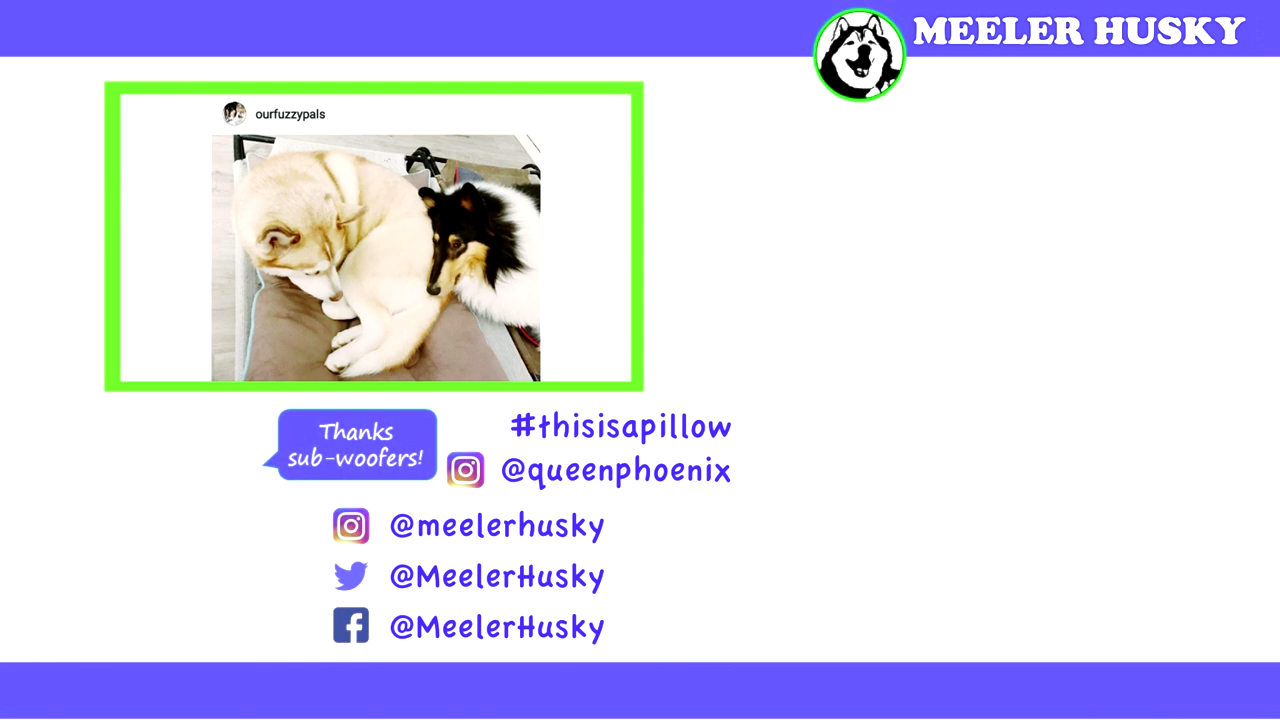 MEELER HUSKY
ourfuzzypals
Thanks
sub-woofers!
#thisisapillow
@queenphoenix
@meelerhusky
@MeelerHusky
@MeelerHusky